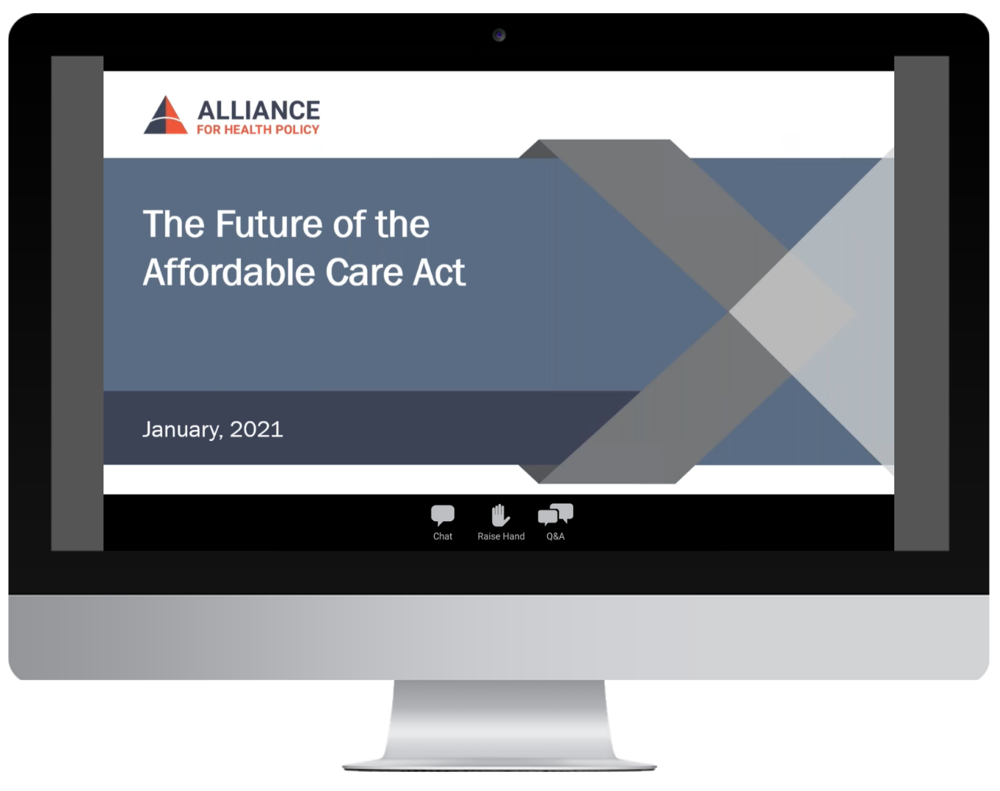 ALLIANCE
FOR HEALTH POLICY
The Future of the
Affordable Care Act
January, 2021
Chat
Raise Hand
Q&A